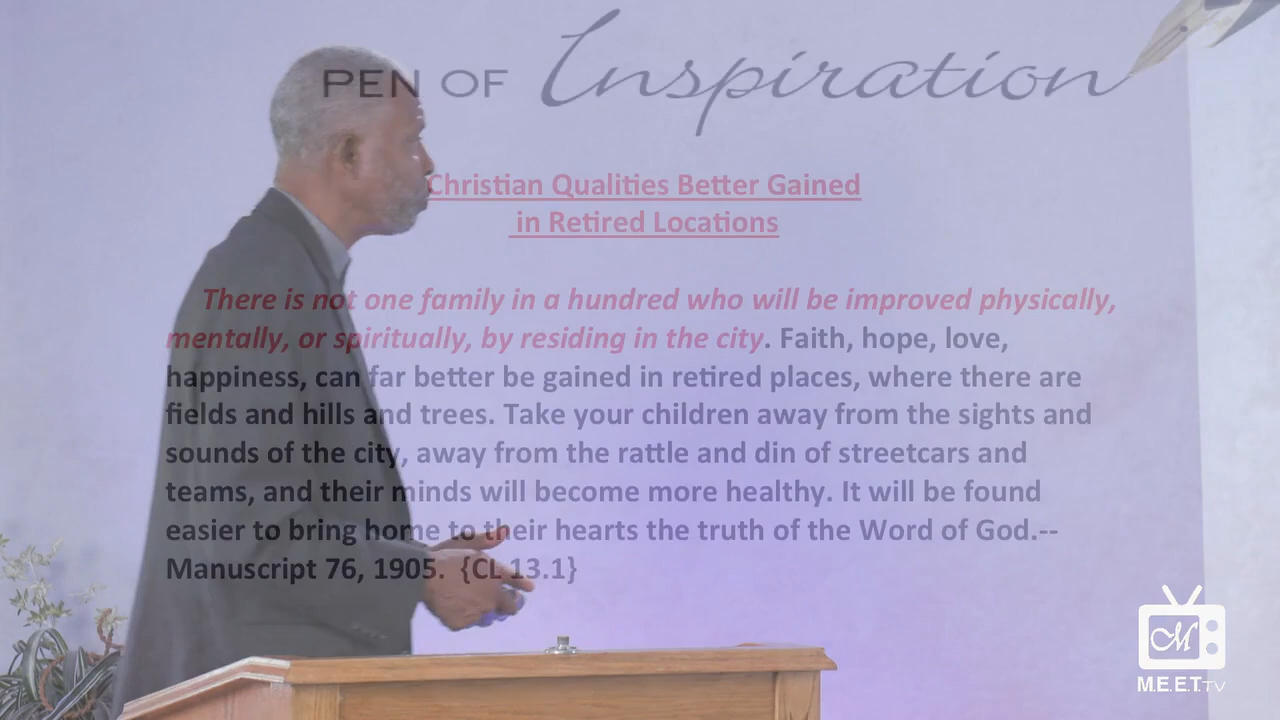 PEN OF Inspiration
Christian Qualities Better Gained
in Retired Locations
There is not one family in a hundred who will be improved physically,
mentally, or spiritually, by residing in the city. Faith, hope, love,
happiness, can far better be gained in retired places, where there are
fields and hills and trees. Take your children away from the sights and
sounds of the city, away from the rattle and din of streetcars and
teams, and their minds will become more healthy. It will be found
easier to bring home to their hearts the truth of the Word of God.--
Manuscript 76, 1905. {CL 13.1}
M
M.E.E.T.TV